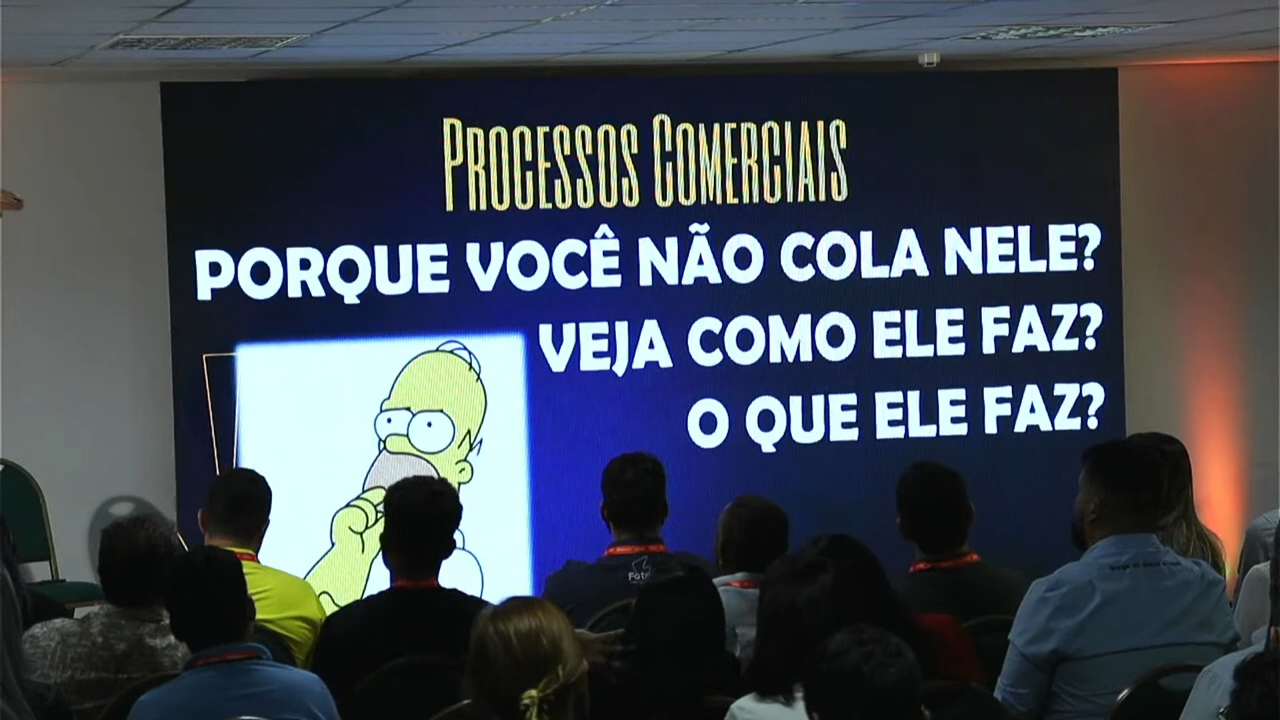 PROCESSOS COMERCIAIS
PORQUE VOCÊ NÃO COLA NELE?
VEJA COMO ELE FAZ?
O QUE ELE FAZ?